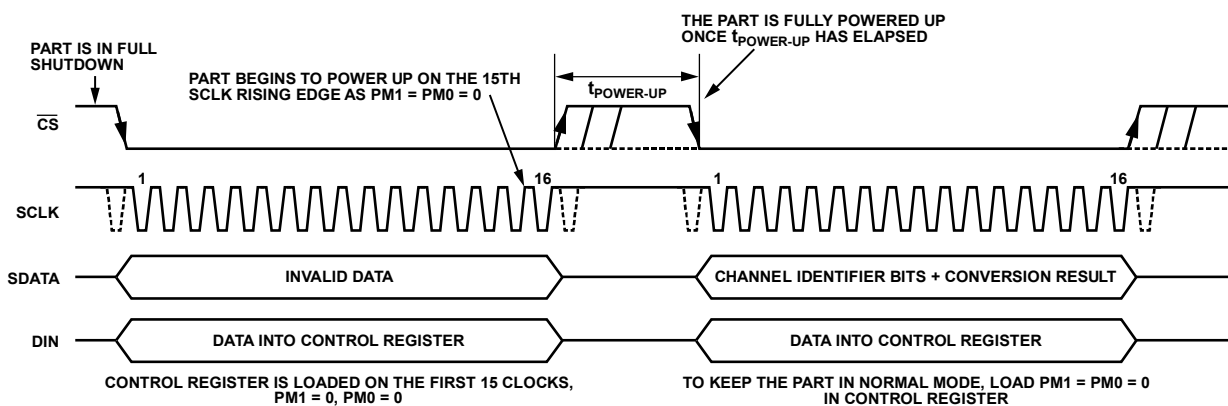 PART IS IN FULL
SHUTDOWN
PART BEGINS TO POWER UP ON THE 15TH
SCLK RISING EDGE AS PM1 = PM0 = 0
tPOWER-UP
THE PART IS FULLY POWERED UP
ONCE tPOWER-UP HAS ELAPSED
CS
SCLK
1
16
1
16
SDATA
INVALID DATA
CHANNEL IDENTIFIER BITS + CONVERSION RESULT
DIN
DATA INTO CONTROL REGISTER
DATA INTO CONTROL REGISTER
CONTROL REGISTER IS LOADED ON THE FIRST 15 CLOCKS,
PM1 = 0, PM0 = 0
TO KEEP THE PART IN NORMAL MODE, LOAD PM1 = PM0 = 0
IN CONTROL REGISTER